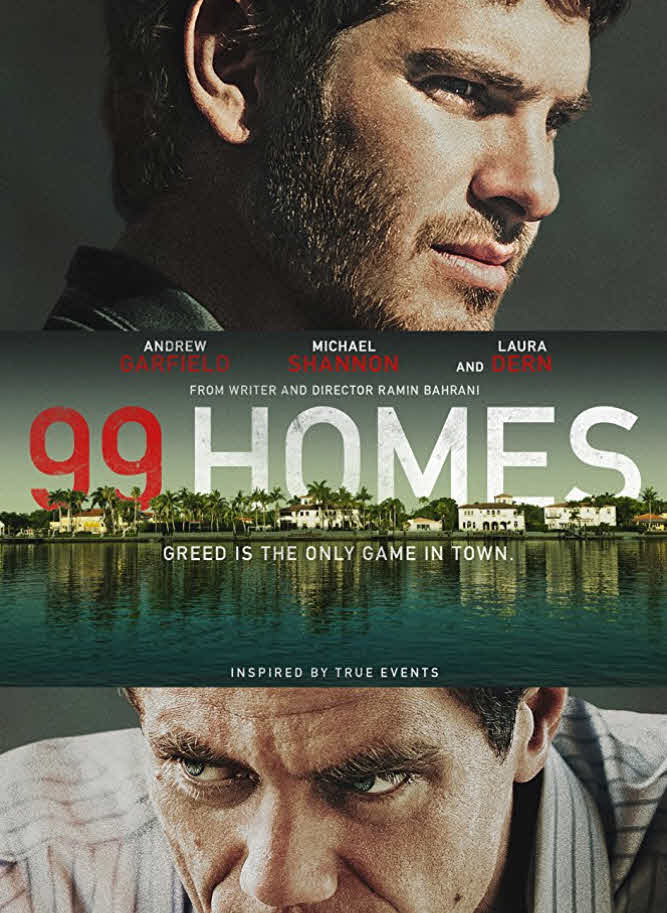 ANDREW MICHAEL LAURA
GARFIELD SHANNON AND DERN
FROM WRITER AND DIRECTOR RAMIN BAHRANI
99 HOMES
GREED IS THE ONLY GAME IN TOWN.
INSPIRED BY TRUE EVENTS